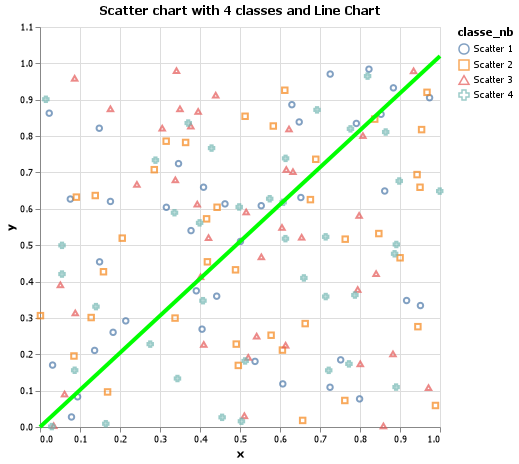 Scatter chart with 4 classes and Line Chart
1.1
1.0
0.9
0.8
0.7
0.6
0.5
0.4
0.3
0.2
0.1
0.0
y
0.0 0.1 0.2 0.3 0.4 0.5 0.6 0.7 0.8 0.9 1.0
x
classe_nb
Scatter 1
Scatter 2
Scatter 3
Scatter 4